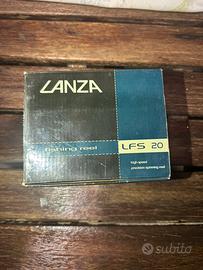 LANZA
fishing reel
LFS 20
high speed
precision spinning reel
subito